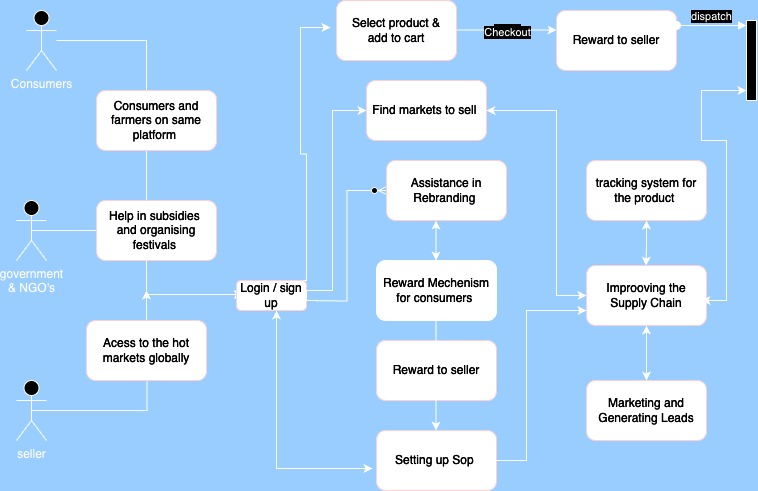 Consumers
Consumers and
farmers on same
platform
government
& NGO's
Help in subsidies
and organising
festivals
Acess to the hot
markets globally
seller
Login / sign
up
Select product &
add to cart
Checkout
Reward to seller
dispatch
Find markets to sell
Assistance in
Rebranding
Reward Mechenism
for consumers
Reward to seller
Setting up Sop
tracking system for
the product
Improoving the
Supply Chain
Marketing and
Generating Leads